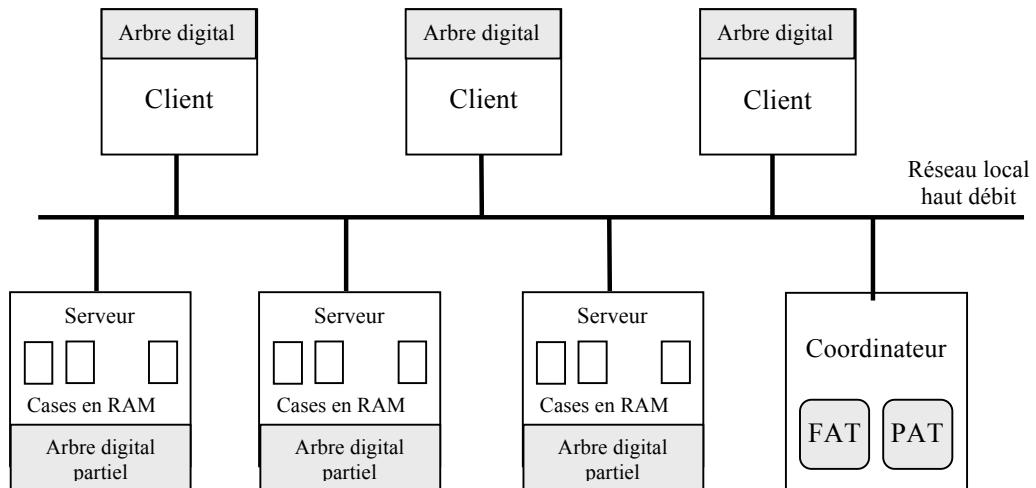 Arbre digital
Client
Arbre digital
Client
Arbre digital
Client
Réseau local
haut débit
Serveur
Cases en RAM
Arbre digital
partiel
Serveur
Cases en RAM
Arbre digital
partiel
Serveur
Cases en RAM
Arbre digital
partiel
Coordinateur
FAT
PAT